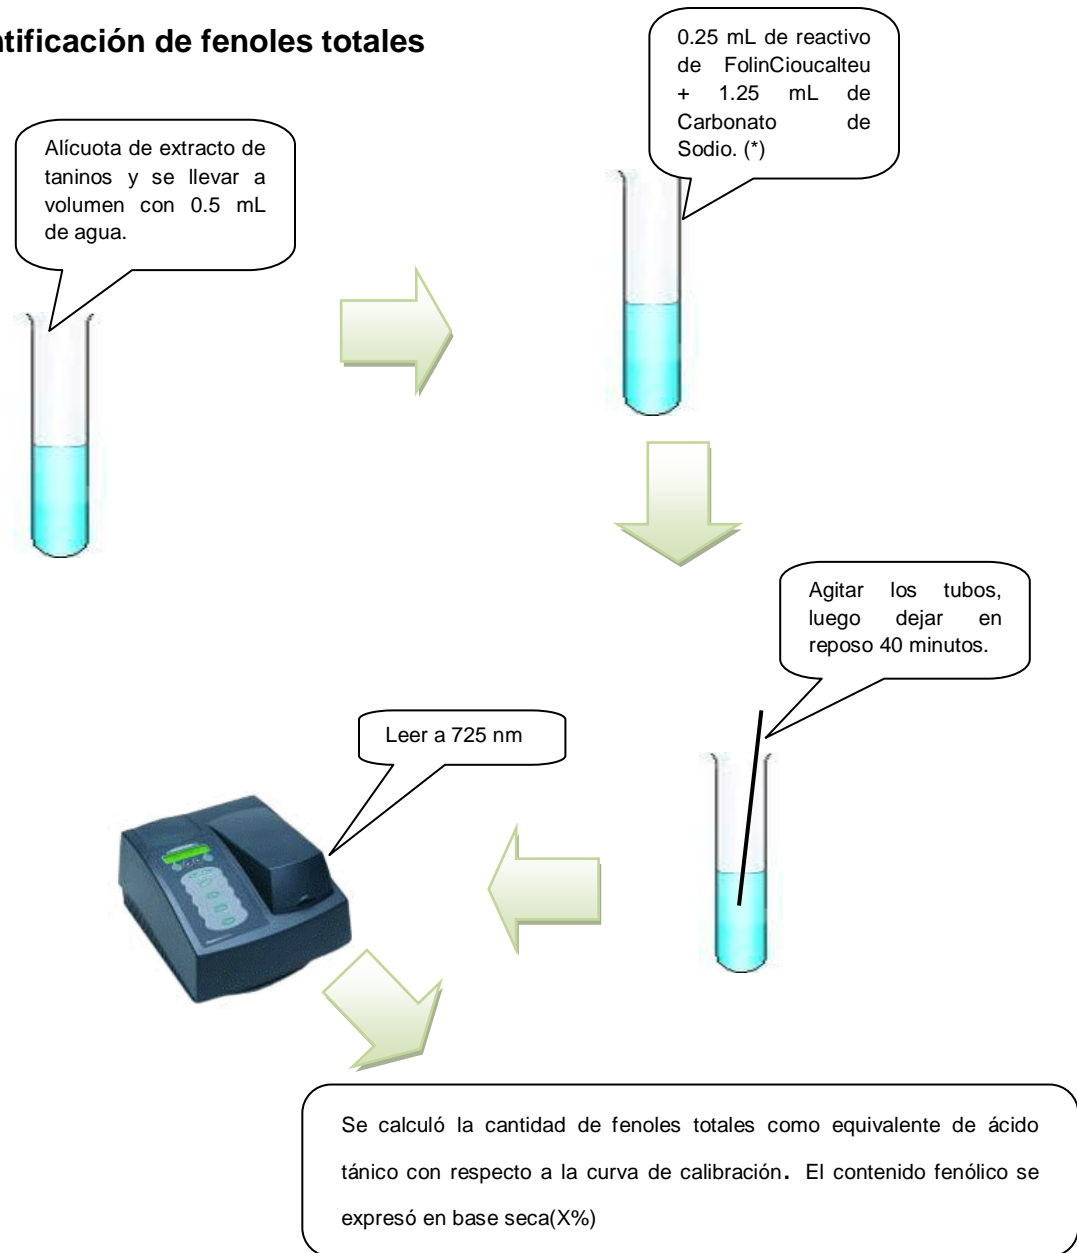 tificación de fenoles totales
Alícuota de extracto de
taninos y se llevar a
volumen con 0.5 mL
de agua.
0.25 mL de reactivo
de FolinCioucalteu
+ 1.25 mL de
Carbonato de
Sodio. (*)
Agitar los tubos,
luego dejar en
reposo 40 minutos.
Leer a 725 nm
Se calculó la cantidad de fenoles totales como equivalente de ácido
tánico con respecto a la curva de calibración. El contenido fenólico se
expresó en base seca(X%)